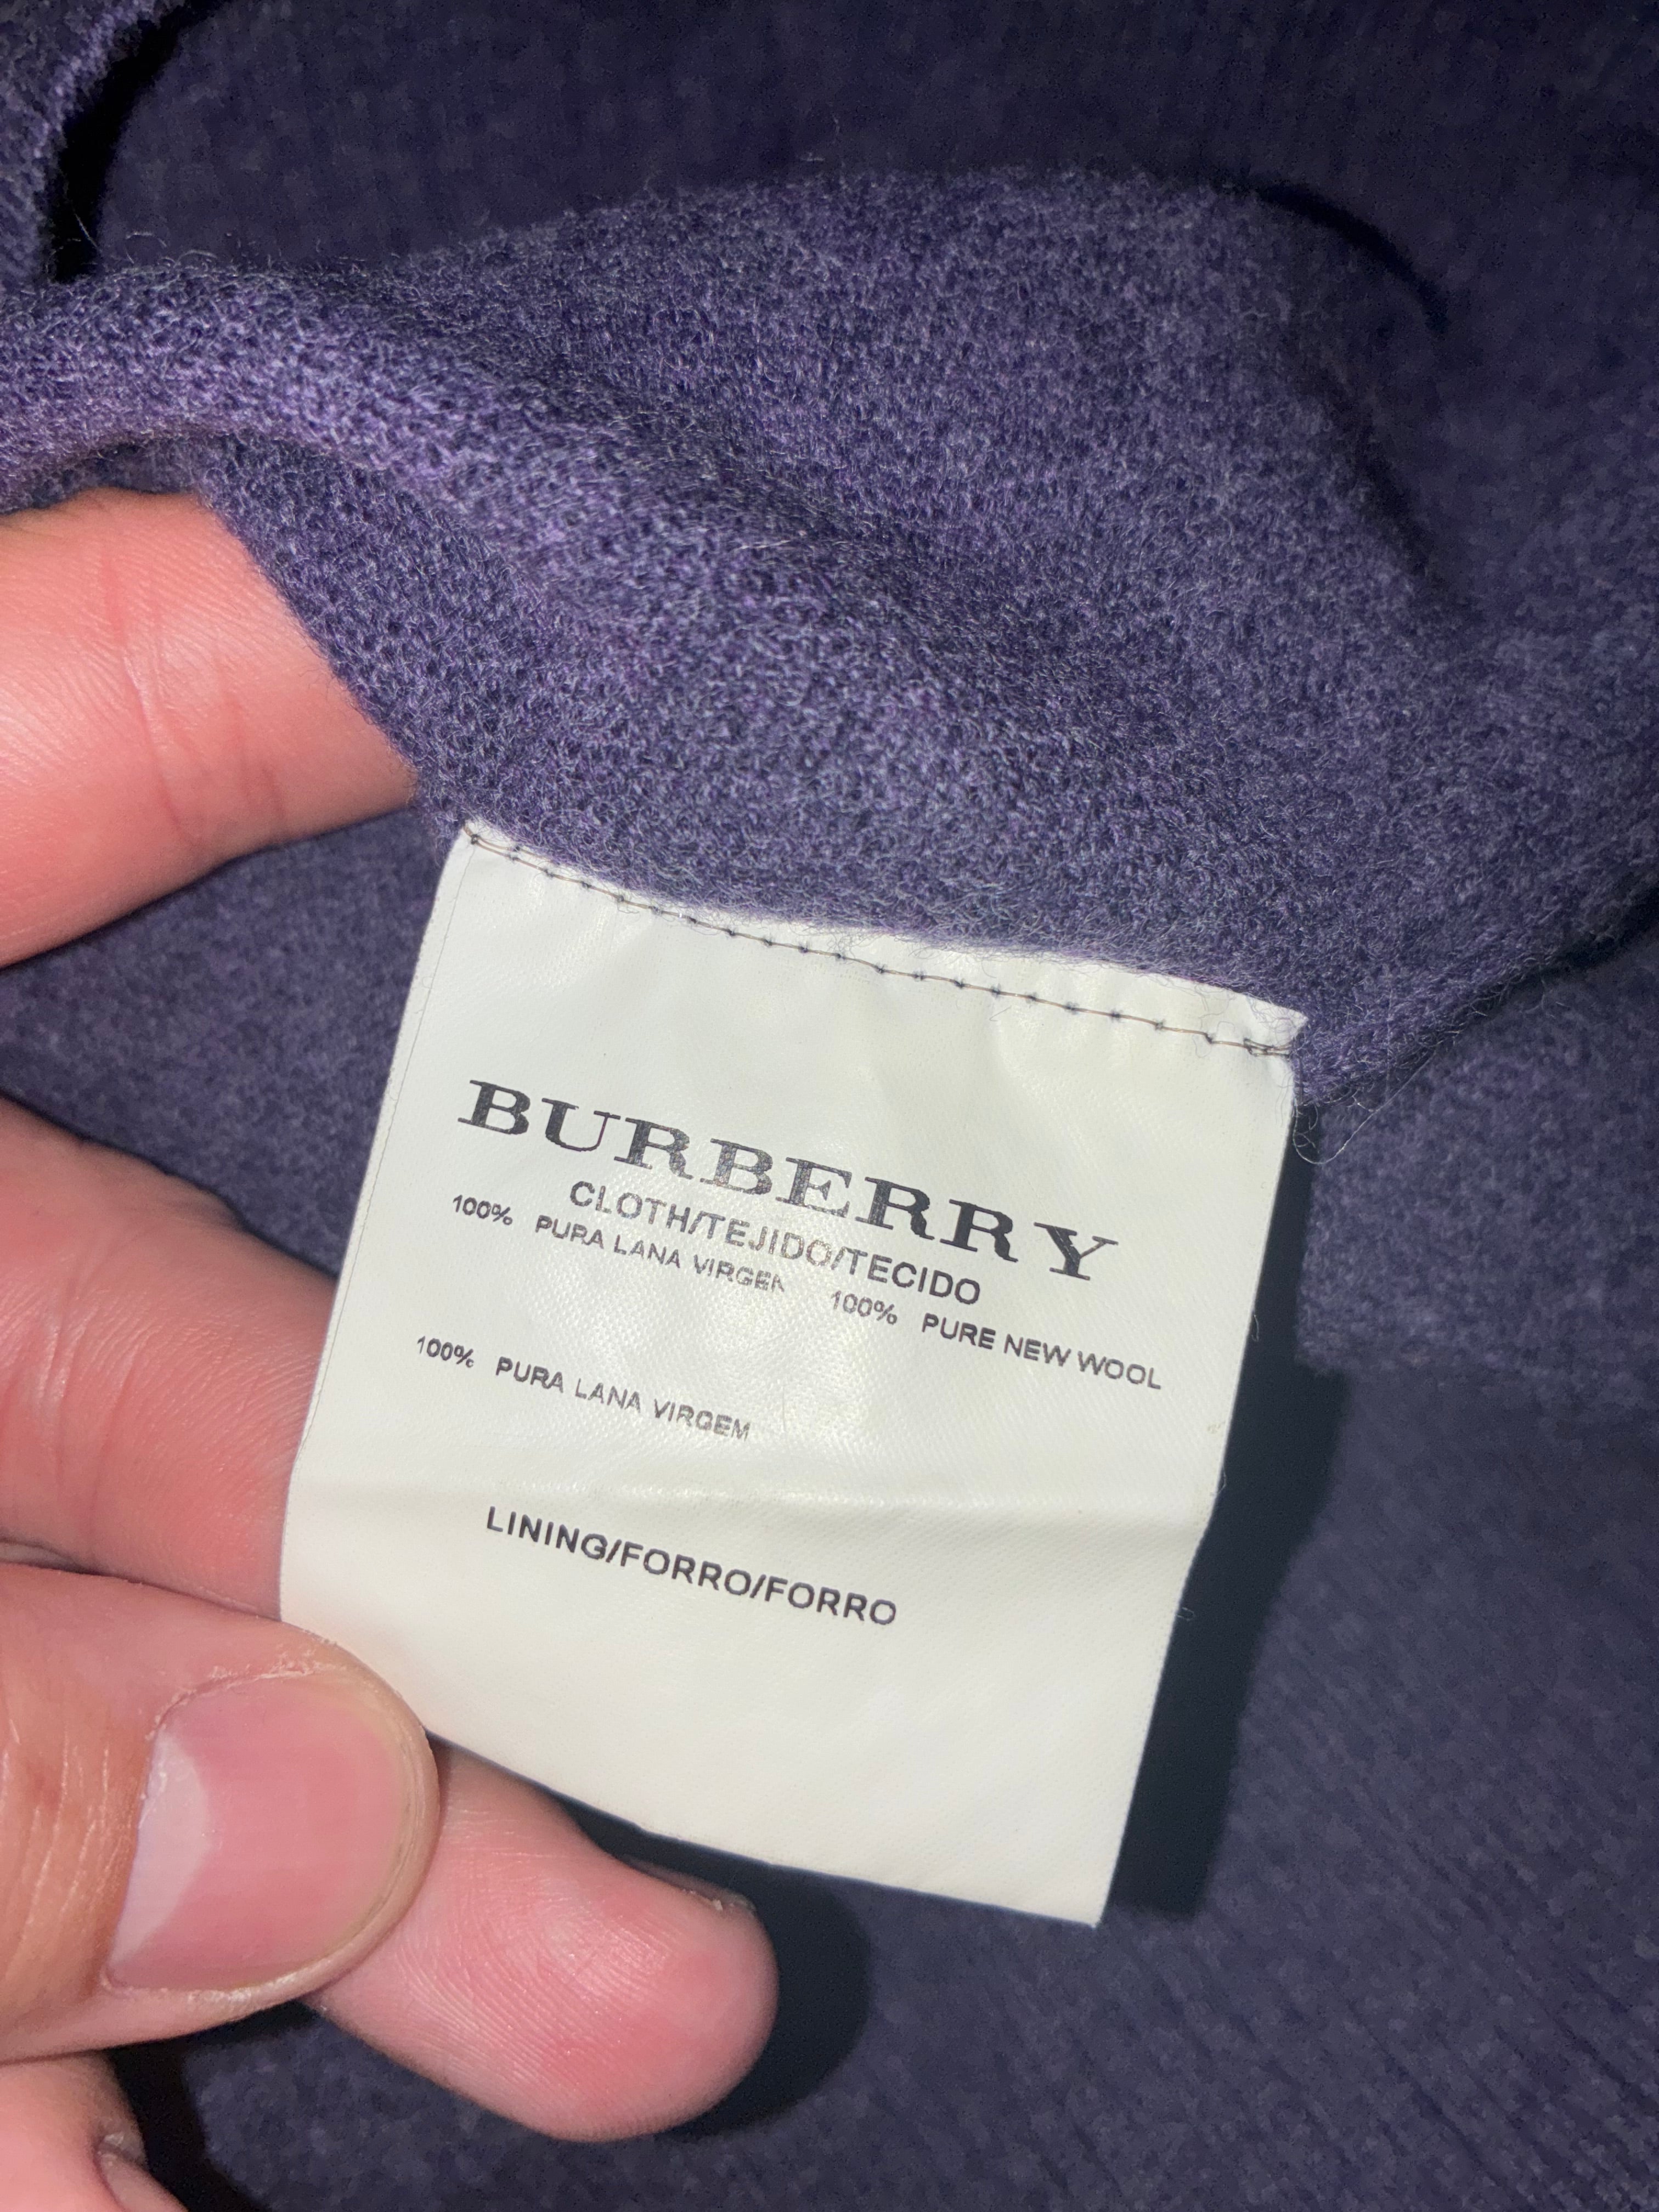 BURBERRY
CLOTH/TEJIDO/TECIDO
100% PURA LANA VIRGEN 100% PURE NEW WOOL
100% PURA LANA VIRGEM
LINING/FORRO/FORRO